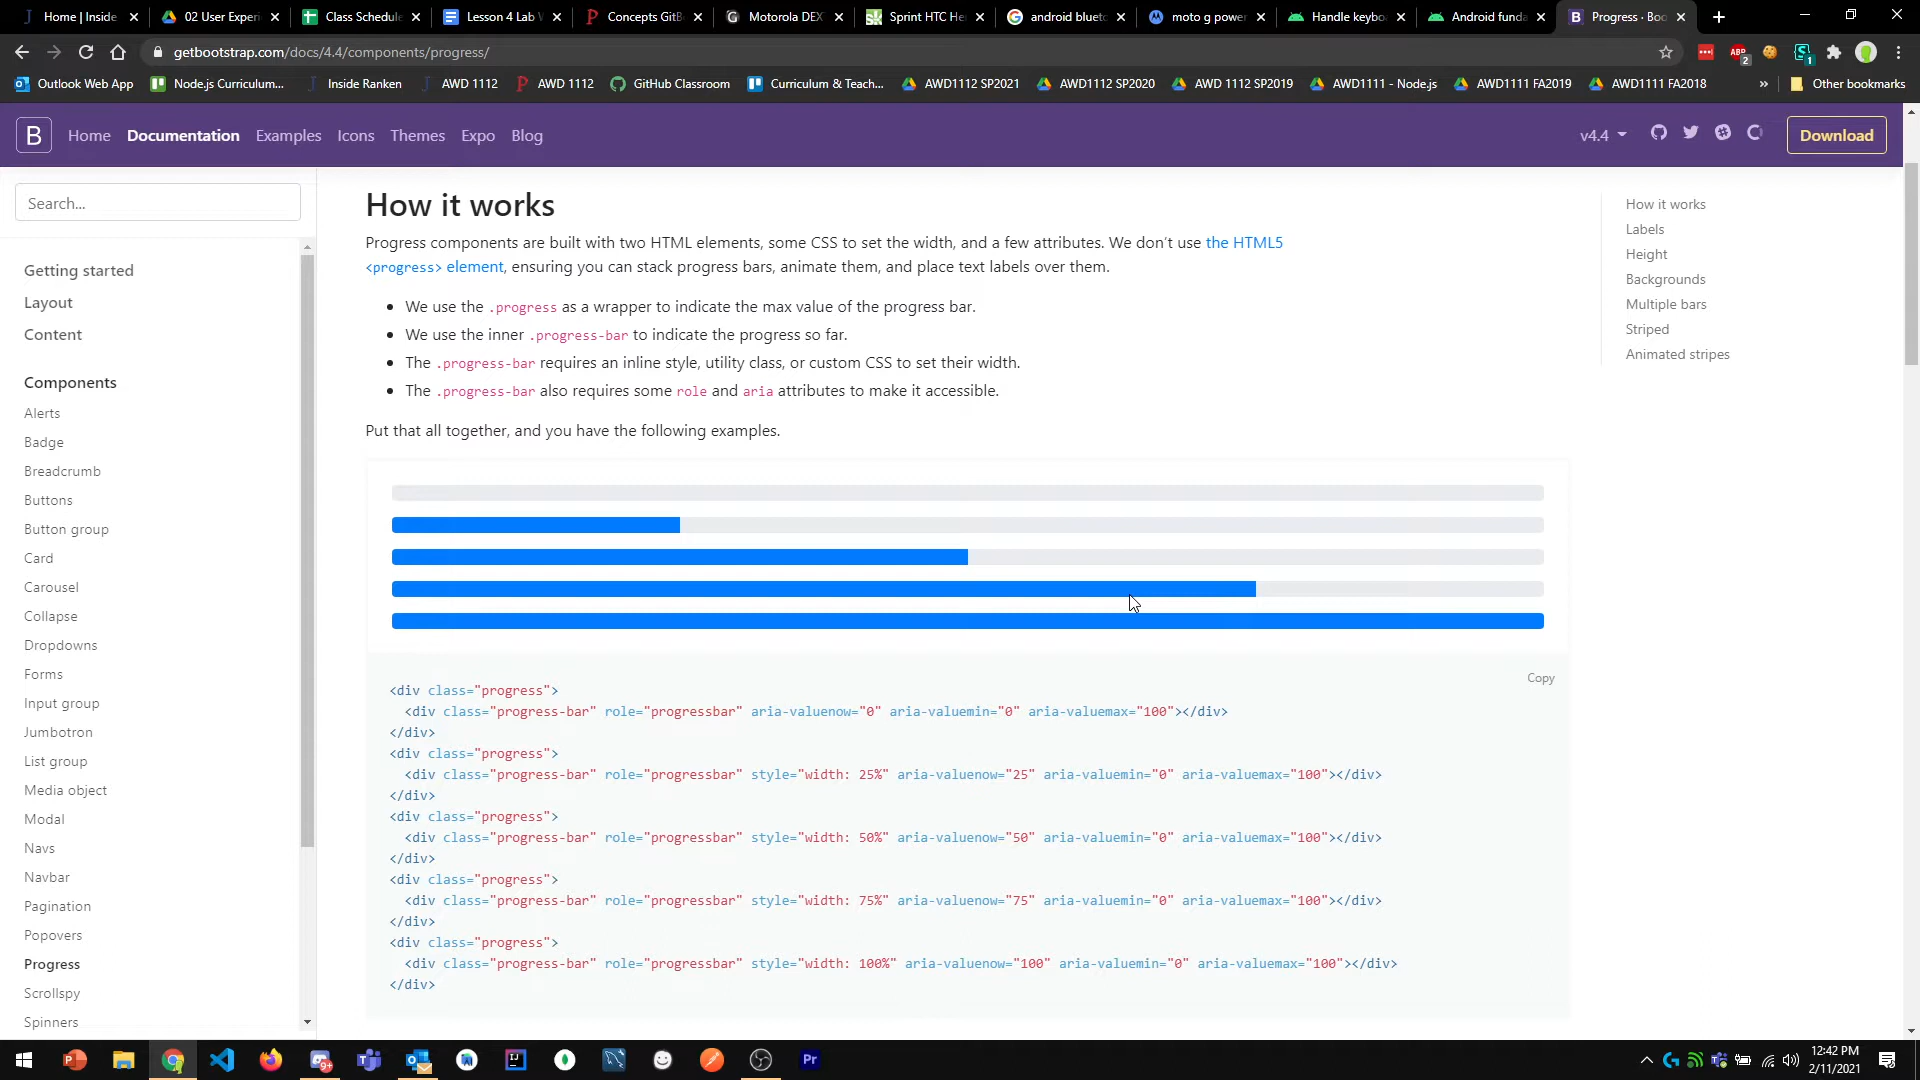 Home | Inside
02 User Experi
Class Schedule
Lesson 4 Lab
Concepts GitB
Motorola DEX
Sprint HTC He
android blueto
moto g power
Handle keybo
Android funda
Progress · Boo
getbootstrap.com/docs/4.4/components/progress/
ABP
2
1
Outlook Web App
Node.js Curriculum...
Inside Ranken
AWD 1112
AWD 1112
GitHub Classroom
Curriculum & Teach...
AWD1112 SP2021
AWD1112 SP2020
AWD 1112 SP2019
AWD1111 - Node.js
AWD1111 FA2019
AWD1111 FA2018
»
Other bookmarks
B Home Documentation Examples Icons Themes Expo Blog
v4.4
Download
Search...
Getting started
Layout
Content
Components
Alerts
Badge
Breadcrumb
Buttons
Button group
Card
Carousel
Collapse
Dropdowns
Forms
Input group
Jumbotron
List group
Media object
Modal
Navs
Navbar
Pagination
Popovers
Progress
Scrollspy
Spinners
How it works
Progress components are built with two HTML elements, some CSS to set the width, and a few attributes. We don’t use the HTML5
<progress> element, ensuring you can stack progress bars, animate them, and place text labels over them.
• We use the .progress as a wrapper to indicate the max value of the progress bar.
• We use the inner .progress-bar to indicate the progress so far.
• The .progress-bar requires an inline style, utility class, or custom CSS to set their width.
• The .progress-bar also requires some role and aria attributes to make it accessible.
Put that all together, and you have the following examples.
Copy
<div class="progress">
<div class="progress-bar" role="progressbar" aria-valuenow="0" aria-valuemin="0" aria-valuemax="100"></div>
</div>
<div class="progress">
<div class="progress-bar" role="progressbar" style="width: 25%" aria-valuenow="25" aria-valuemin="0" aria-valuemax="100"></div>
</div>
<div class="progress">
<div class="progress-bar" role="progressbar" style="width: 50%" aria-valuenow="50" aria-valuemin="0" aria-valuemax="100"></div>
</div>
<div class="progress">
<div class="progress-bar" role="progressbar" style="width: 75%" aria-valuenow="75" aria-valuemin="0" aria-valuemax="100"></div>
</div>
<div class="progress">
<div class="progress-bar" role="progressbar" style="width: 100%" aria-valuenow="100" aria-valuemin="0" aria-valuemax="100"></div>
</div>
How it works
Labels
Height
Backgrounds
Multiple bars
Striped
Animated stripes
9+
Pr
12:42 PM
2/11/2021